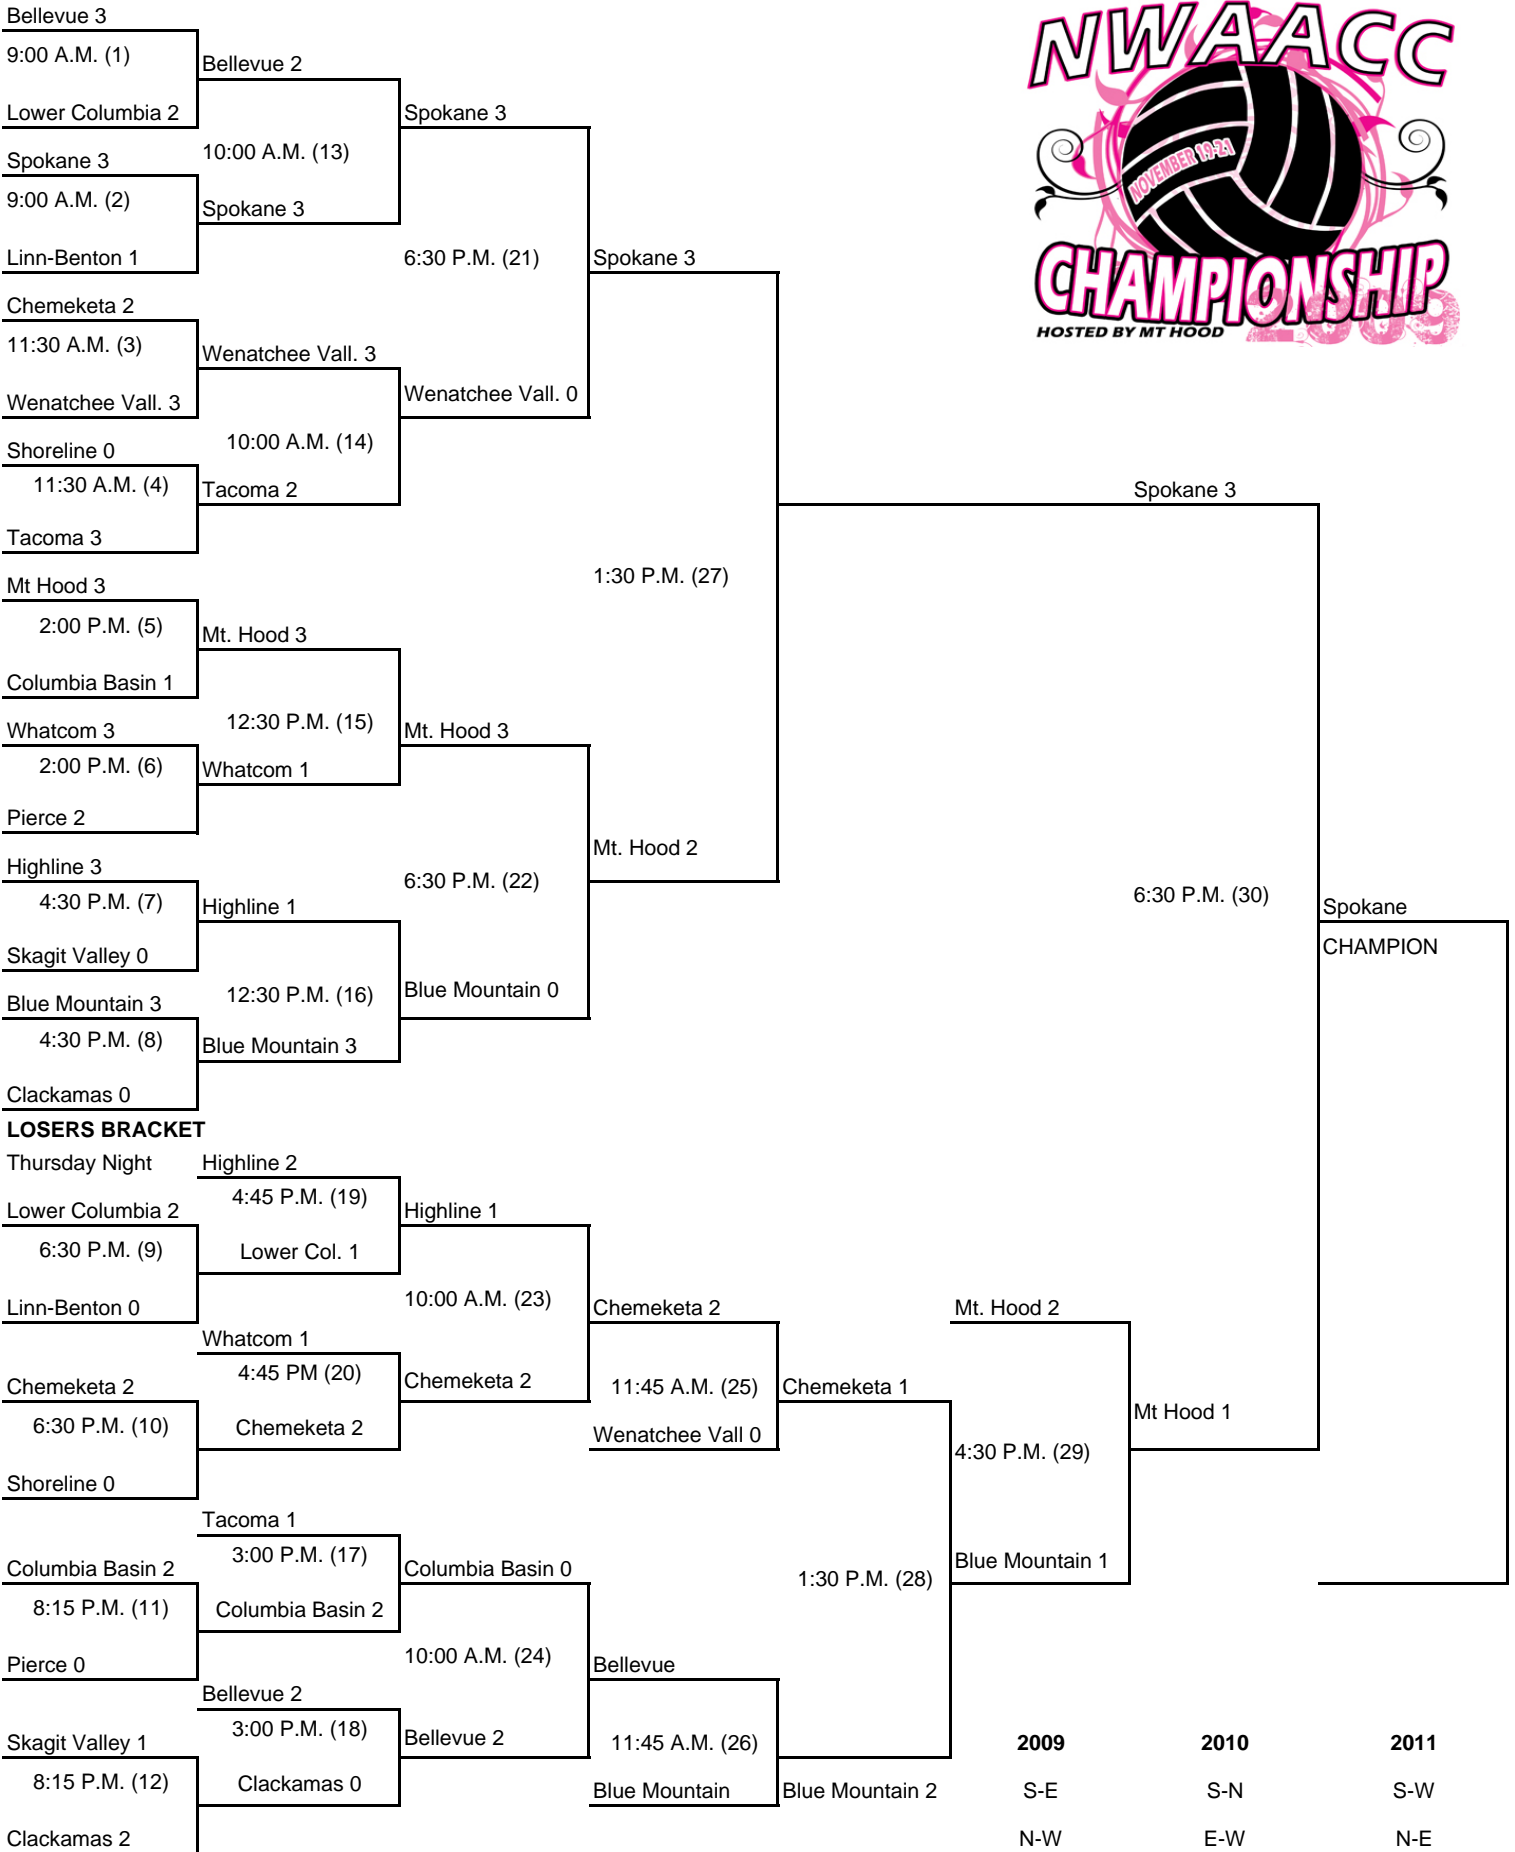 Bellevue 3
9:00 A.M. (1)
Lower Columbia 2
Spokane 3
9:00 A.M. (2)
Linn-Benton 1
Chemeketa 2
11:30 A.M. (3)
Wenatchee Vall. 3
Shoreline 0
11:30 A.M. (4)
Tacoma 3
Mt Hood 3
2:00 P.M. (5)
Columbia Basin 1
Whatcom 3
2:00 P.M. (6)
Pierce 2
Highline 3
4:30 P.M. (7)
Skagit Valley 0
Blue Mountain 3
4:30 P.M. (8)
Clackamas 0
Bellevue 2
10:00 A.M. (13)
Spokane 3
Wenatchee Vall. 3
10:00 A.M. (14)
Tacoma 2
Mt. Hood 3
12:30 P.M. (15)
Whatcom 1
Highline 1
12:30 P.M. (16)
Blue Mountain 3
Spokane 3
6:30 P.M. (21)
Wenatchee Vall. 0
Mt. Hood 3
6:30 P.M. (22)
Blue Mountain 0
Spokane 3
1:30 P.M. (27)
Mt. Hood 2
NWAACC
NOVEMBER 19-21
CHAMPIONSHIP
2009
HOSTED BY MT HOOD
Spokane 3
6:30 P.M. (30)
Spokane
CHAMPION
LOSERS BRACKET
Thursday Night
Lower Columbia 2
6:30 P.M. (9)
Linn-Benton 0
Chemeketa 2
6:30 P.M. (10)
Shoreline 0
Columbia Basin 2
8:15 P.M. (11)
Pierce 0
Skagit Valley 1
8:15 P.M. (12)
Clackamas 2
Highline 2
4:45 P.M. (19)
Lower Col. 1
Whatcom 1
4:45 PM (20)
Chemeketa 2
Tacoma 1
3:00 P.M. (17)
Columbia Basin 2
Bellevue 2
3:00 P.M. (18)
Clackamas 0
Highline 1
10:00 A.M. (23)
Chemeketa 2
Columbia Basin 0
10:00 A.M. (24)
Bellevue 2
Chemeketa 2
11:45 A.M. (25)
Wenatchee Vall 0
Bellevue
11:45 A.M. (26)
Blue Mountain
Chemeketa 1
1:30 P.M. (28)
Blue Mountain 2
Mt. Hood 2
4:30 P.M. (29)
Blue Mountain 1
Mt Hood 1
2009 2010 2011
S-E S-N S-W
N-W E-W N-E